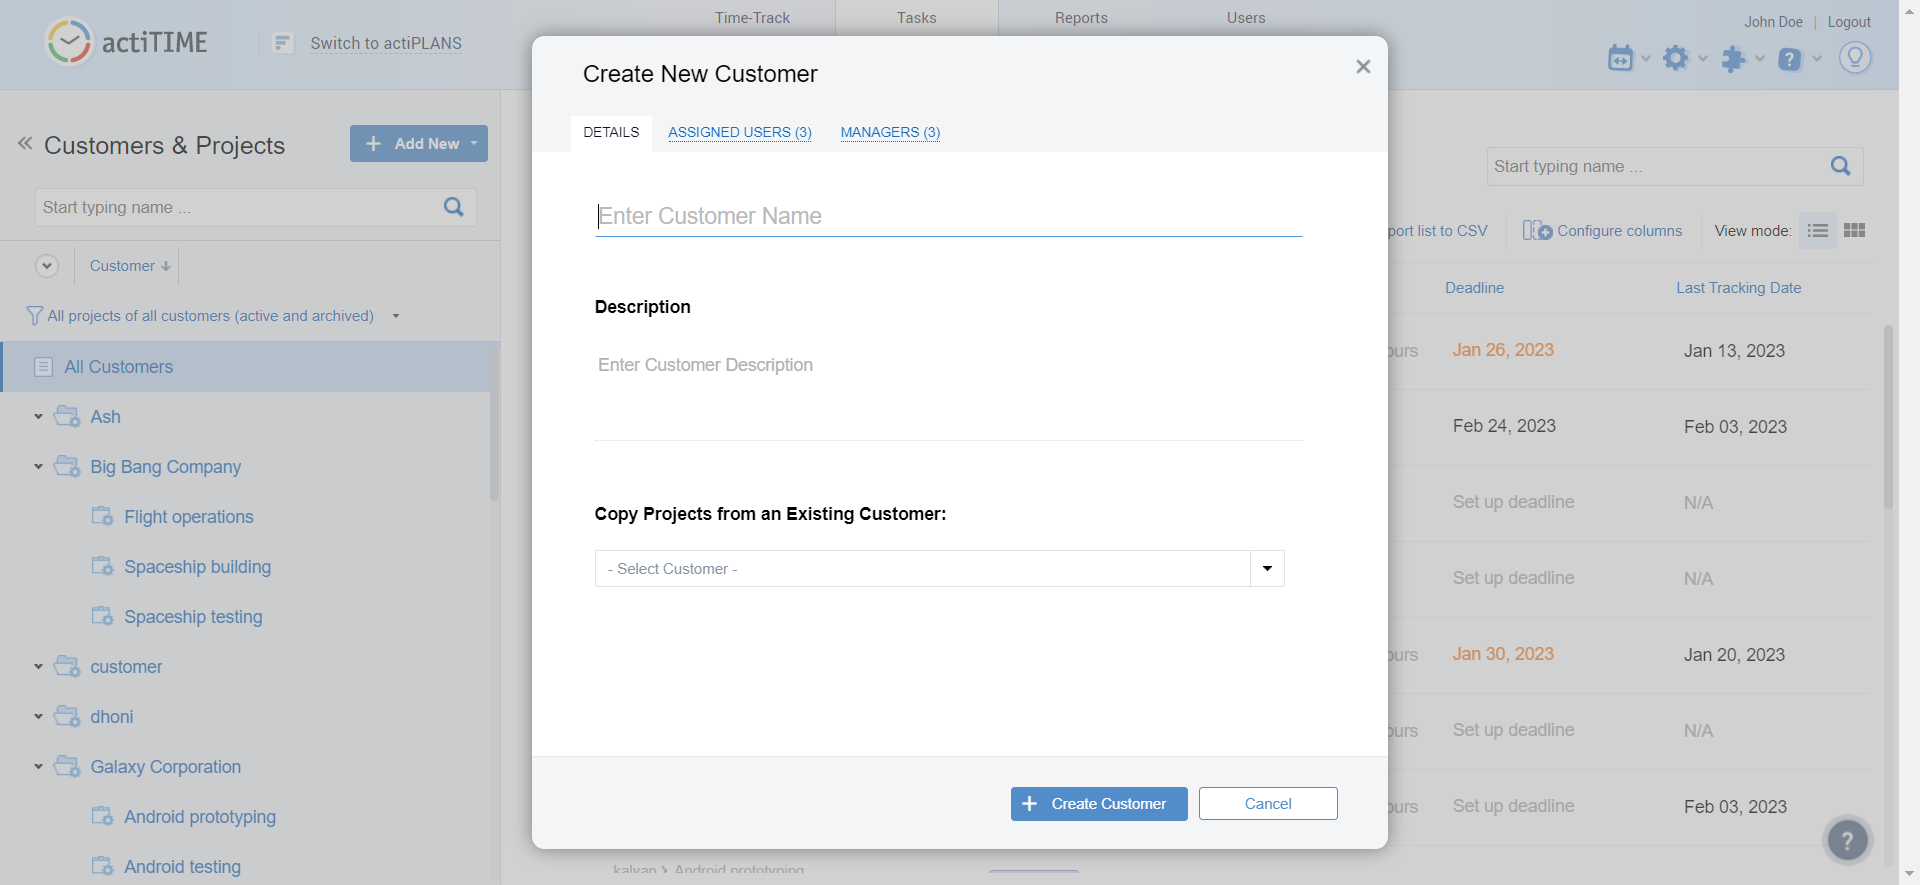 actiTIME
Switch to actiPLANS
Time-Track
Tasks
Reports
Users
John Doe | Logout
Customers & Projects
Add New
Start typing name ...
Customer
All projects of all customers (active and archived)
All Customers
Ash
Big Bang Company
Flight operations
Spaceship building
Spaceship testing
customer
dhoni
Galaxy Corporation
Android prototyping
Android testing
Create New Customer
DETAILS
ASSIGNED USERS (3)
MANAGERS (3)
Enter Customer Name
Description
Enter Customer Description
Copy Projects from an Existing Customer:
- Select Customer -
Create Customer
Cancel
Start typing name ...
port list to CSV
Configure columns
View mode:
Deadline
Last Tracking Date
ours
Jan 26, 2023
Jan 13, 2023
Feb 24, 2023
Feb 03, 2023
Set up deadline
N/A
Set up deadline
N/A
ours
Jan 30, 2023
Jan 20, 2023
ours
Set up deadline
N/A
ours
Set up deadline
Feb 03, 2023
?
kalyan > Android prototyping